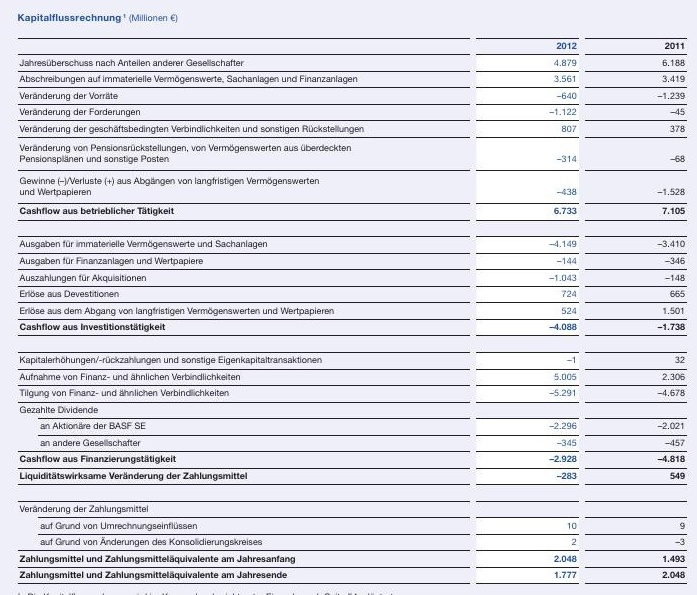 Kapitalflussrechnung ¹ (Millionen €)
2012 2011
Jahresüberschuss nach Anteilen anderer Gesellschafter 4.879 6.188
Abschreibungen auf immaterielle Vermögenswerte, Sachanlagen und Finanzanlagen 3.561 3.419
Veränderung der Vorräte –640 –1.239
Veränderung der Forderungen –1.122 –45
Veränderung der geschäftsbedingten Verbindlichkeiten und sonstigen Rückstellungen 807 378
Veränderung von Pensionsrückstellungen, von Vermögenswerten aus überdeckten
Pensionsplänen und sonstige Posten –314 –68
Gewinne (–)/Verluste (+) aus Abgängen von langfristigen Vermögenswerten
und Wertpapieren –438 –1.528
Cashflow aus betrieblicher Tätigkeit 6.733 7.105
Ausgaben für immaterielle Vermögenswerte und Sachanlagen –4.149 –3.410
Ausgaben für Finanzanlagen und Wertpapiere –144 –346
Auszahlungen für Akquisitionen –1.043 –148
Erlöse aus Devestitionen 724 665
Erlöse aus dem Abgang von langfristigen Vermögenswerten und Wertpapieren 524 1.501
Cashflow aus Investitionstätigkeit –4.088 –1.738
Kapitalerhöhungen/-rückzahlungen und sonstige Eigenkapitaltransaktionen –1 32
Aufnahme von Finanz- und ähnlichen Verbindlichkeiten 5.005 2.306
Tilgung von Finanz- und ähnlichen Verbindlichkeiten –5.291 –4.678
Gezahlte Dividende
an Aktionäre der BASF SE –2.296 –2.021
an andere Gesellschafter –345 –457
Cashflow aus Finanzierungstätigkeit –2.928 –4.818
Liquiditätswirksame Veränderung der Zahlungsmittel –283 549
Veränderung der Zahlungsmittel
auf Grund von Umrechnungseinflüssen 10 9
auf Grund von Änderungen des Konsolidierungskreises 2 –3
Zahlungsmittel und Zahlungsmitteläquivalente am Jahresanfang 2.048 1.493
Zahlungsmittel und Zahlungsmitteläquivalente am Jahresende 1.777 2.048